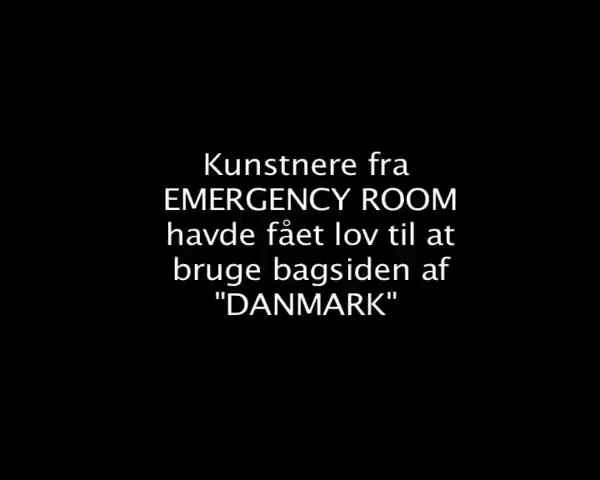 Kunstnere fra
EMERGENCY ROOM
havde fået lov til at
bruge bagsiden af
"DANMARK"